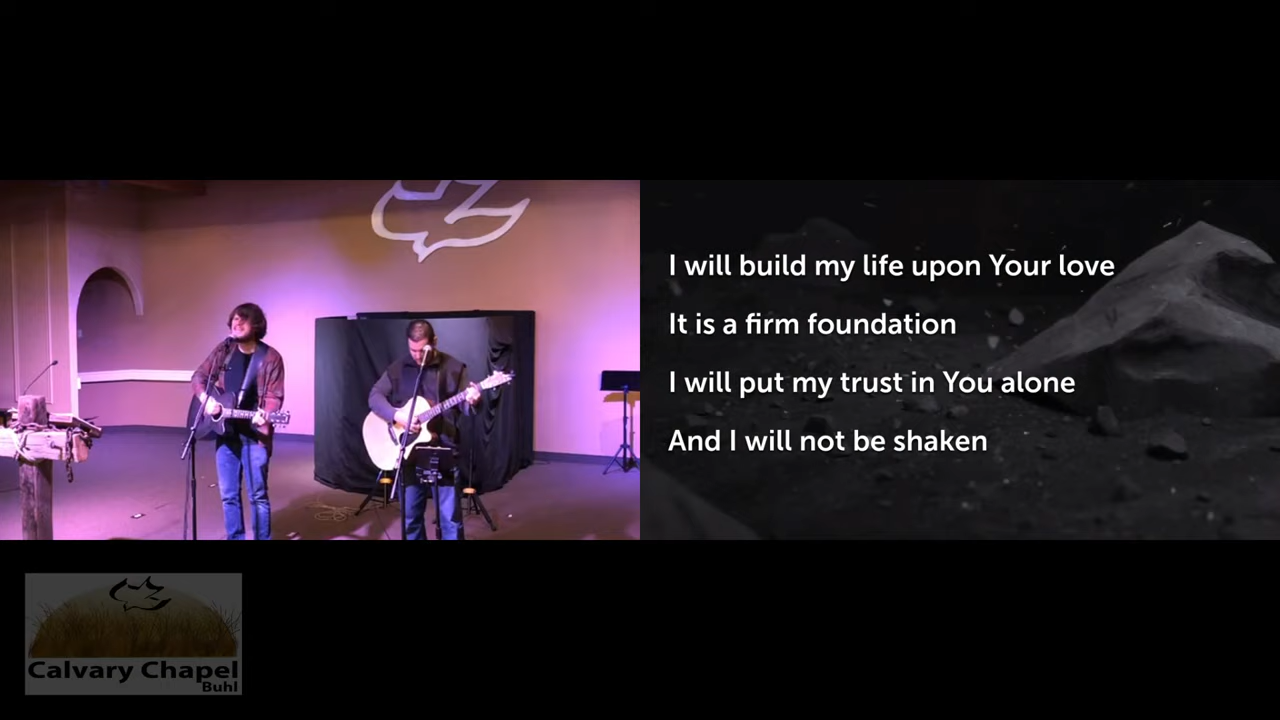 I will build my life upon Your love
It is a firm foundation
I will put my trust in You alone
And I will not be shaken
Calvary Chapel
Buhl